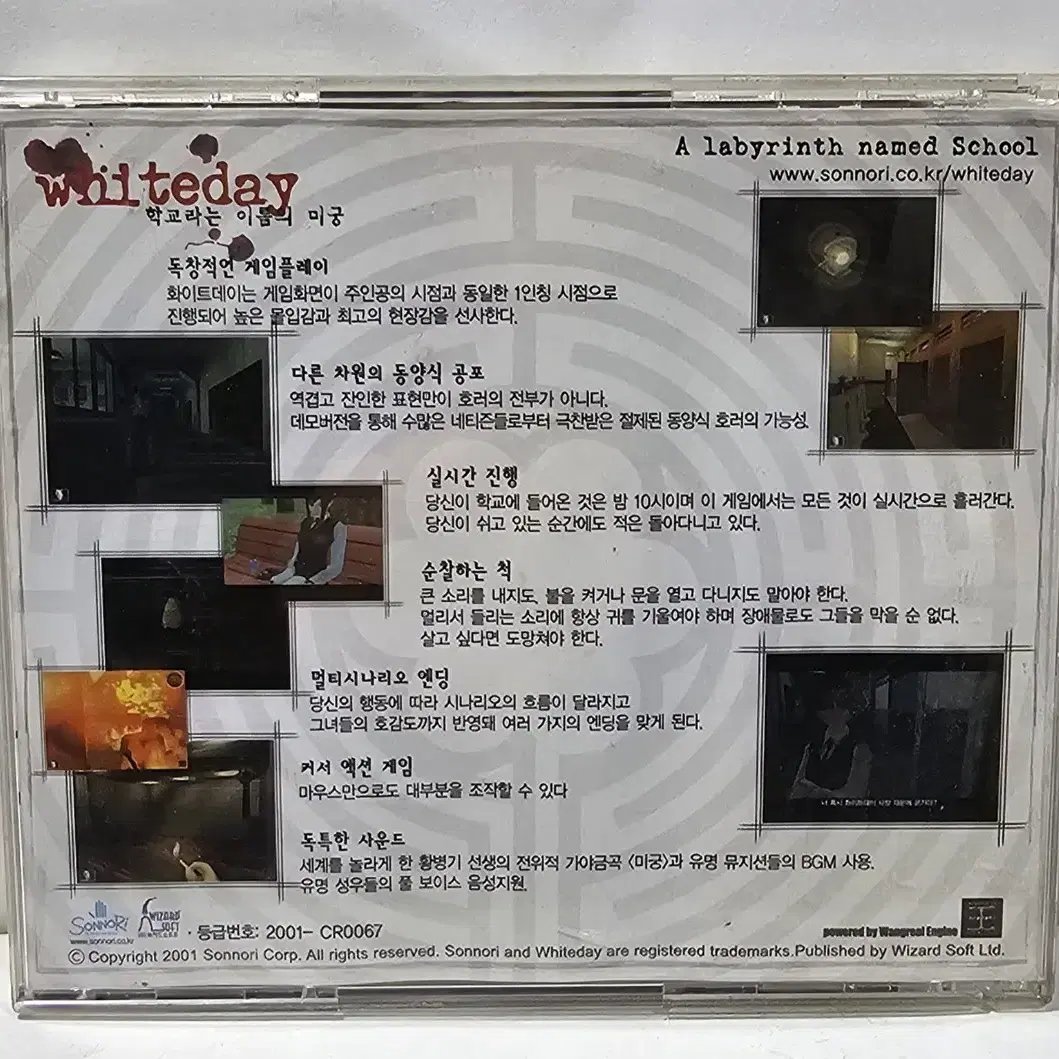 whiteday
학교라는 이름의 미궁
A labyrinth named School
www.sonnori.co.kr/whiteday
독창적인 게임플레이
화이트데이는 게임화면이 주인공의 시점과 동일한 1인칭 시점으로
진행되어 높은 몰입감과 최고의 현장감을 선사한다.
다른 차원의 동양식 공포
역겹고 잔인한 표현만이 호러의 전부가 아니다.
데모버전을 통해 수많은 네티즌들로부터 극찬받은 절제된 동양식 호러의 가능성.
실시간 진행
당신이 학교에 들어온 것은 밤 10시이며 이 게임에서는 모든 것이 실시간으로 흘러간다.
당신이 쉬고 있는 순간에도 적은 돌아다니고 있다.
순찰하는 적
큰 소리를 내지도, 불을 켜거나 문을 열고 다니지도 말아야 한다.
멀리서 들리는 소리에 항상 귀를 기울여야 하며 장애물로도 그들을 막을 순 없다.
살고 싶다면 도망쳐야 한다.
멀티시나리오 엔딩
당신의 행동에 따라 시나리오의 흐름이 달라지고
그녀들의 호감도까지 반영돼 여러 가지의 엔딩을 맞게 된다.
커서 액션 게임
마우스만으로도 대부분을 조작할 수 있다
독특한 사운드
세계를 놀라게 한 황병기 선생의 전위적 가야금곡 〈미궁〉과 유명 뮤지션들의 BGM 사용.
유명 성우들의 풀 보이스 음성지원.
SONNORI
www.sonnori.co.kr
WIZARD SOFT
· 등급번호: 2001- CR0067
powered by Wangreal Engine
© Copyright 2001 Sonnori Corp. All rights reserved. Sonnori and Whiteday are registered trademarks.Published by Wizard Soft Ltd.